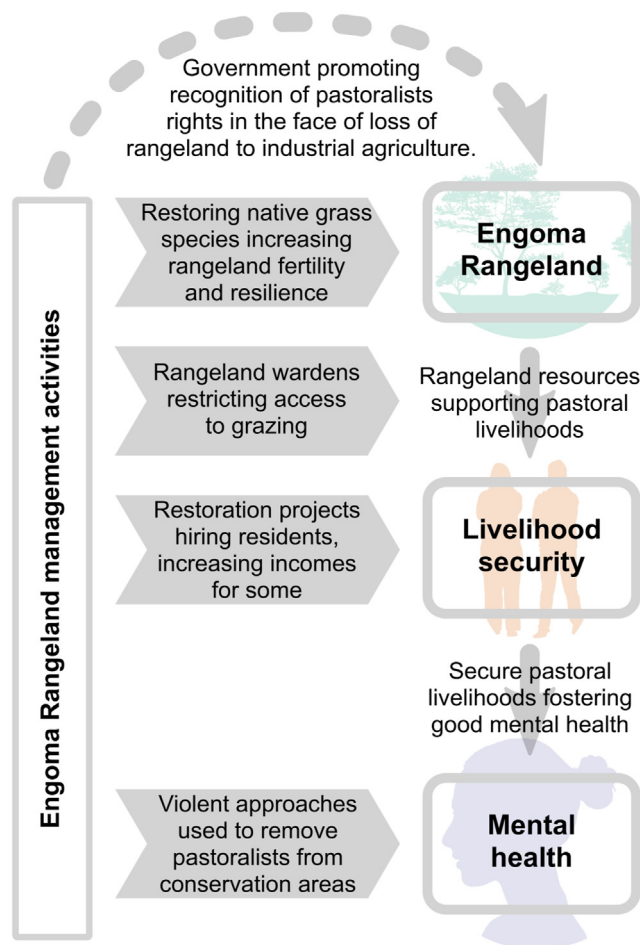 Government promoting
recognition of pastoralists
rights in the face of loss of
rangeland to industrial agriculture.
Engoma Rangeland management activities
Restoring native grass
species increasing
rangeland fertility
and resilience
Engoma
Rangeland
Rangeland wardens
restricting access
to grazing
Rangeland resources
supporting pastoral
livelihoods
Restoration projects
hiring residents,
increasing incomes
for some
Livelihood
security
Secure pastoral
livelihoods fostering
good mental health
Violent approaches
used to remove
pastoralists from
conservation areas
Mental
health